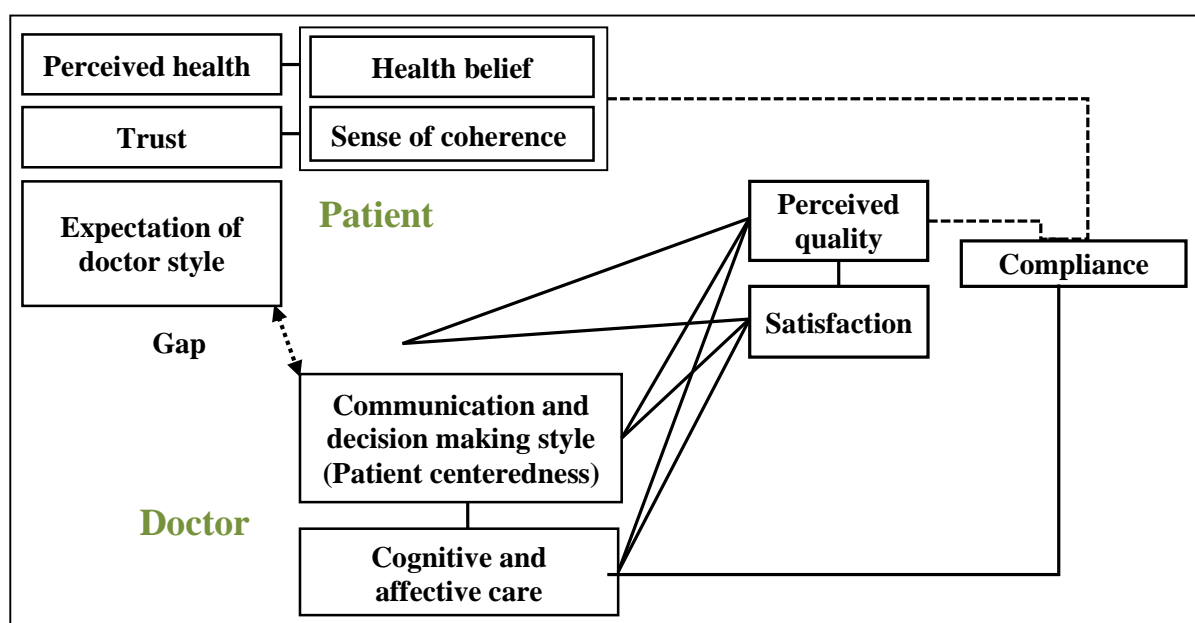 Perceived health
Health belief
Trust
Sense of coherence
Expectation of
doctor style
Patient
Perceived
quality
Compliance
Satisfaction
Gap
Communication and
decision making style
(Patient centeredness)
Doctor
Cognitive and
affective care